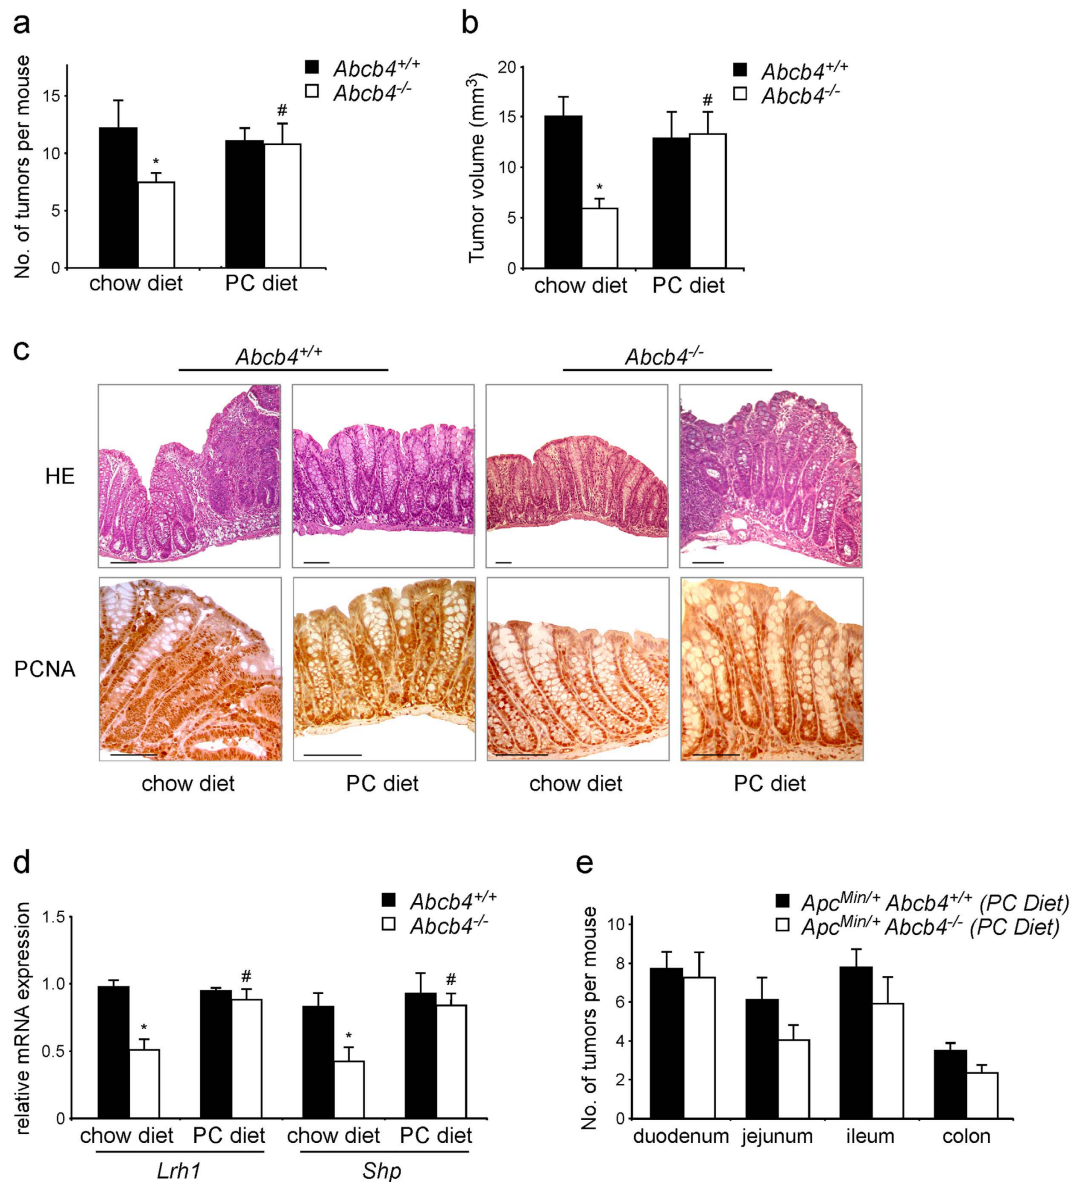 a
No. of tumors per mouse
15
10
5
0
Abcb4+/+
Abcb4-/-
*
#
chow diet
PC diet
b
Tumor volume (mm3)
20
15
10
5
0
Abcb4+/+
Abcb4-/-
*
#
chow diet
PC diet
c
Abcb4+/+
Abcb4-/-
HE
PCNA
chow diet
PC diet
chow diet
PC diet
d
relative mRNA expression
1.5
1.0
0.5
0
Abcb4+/+
Abcb4-/-
*
#
*
#
chow diet
PC diet
chow diet
PC diet
Lrh1
Shp
e
No. of tumors per mouse
10
8
6
4
2
0
ApcMin/+ Abcb4+/+ (PC Diet)
ApcMin/+ Abcb4-/- (PC Diet)
duodenum
jejunum
ileum
colon